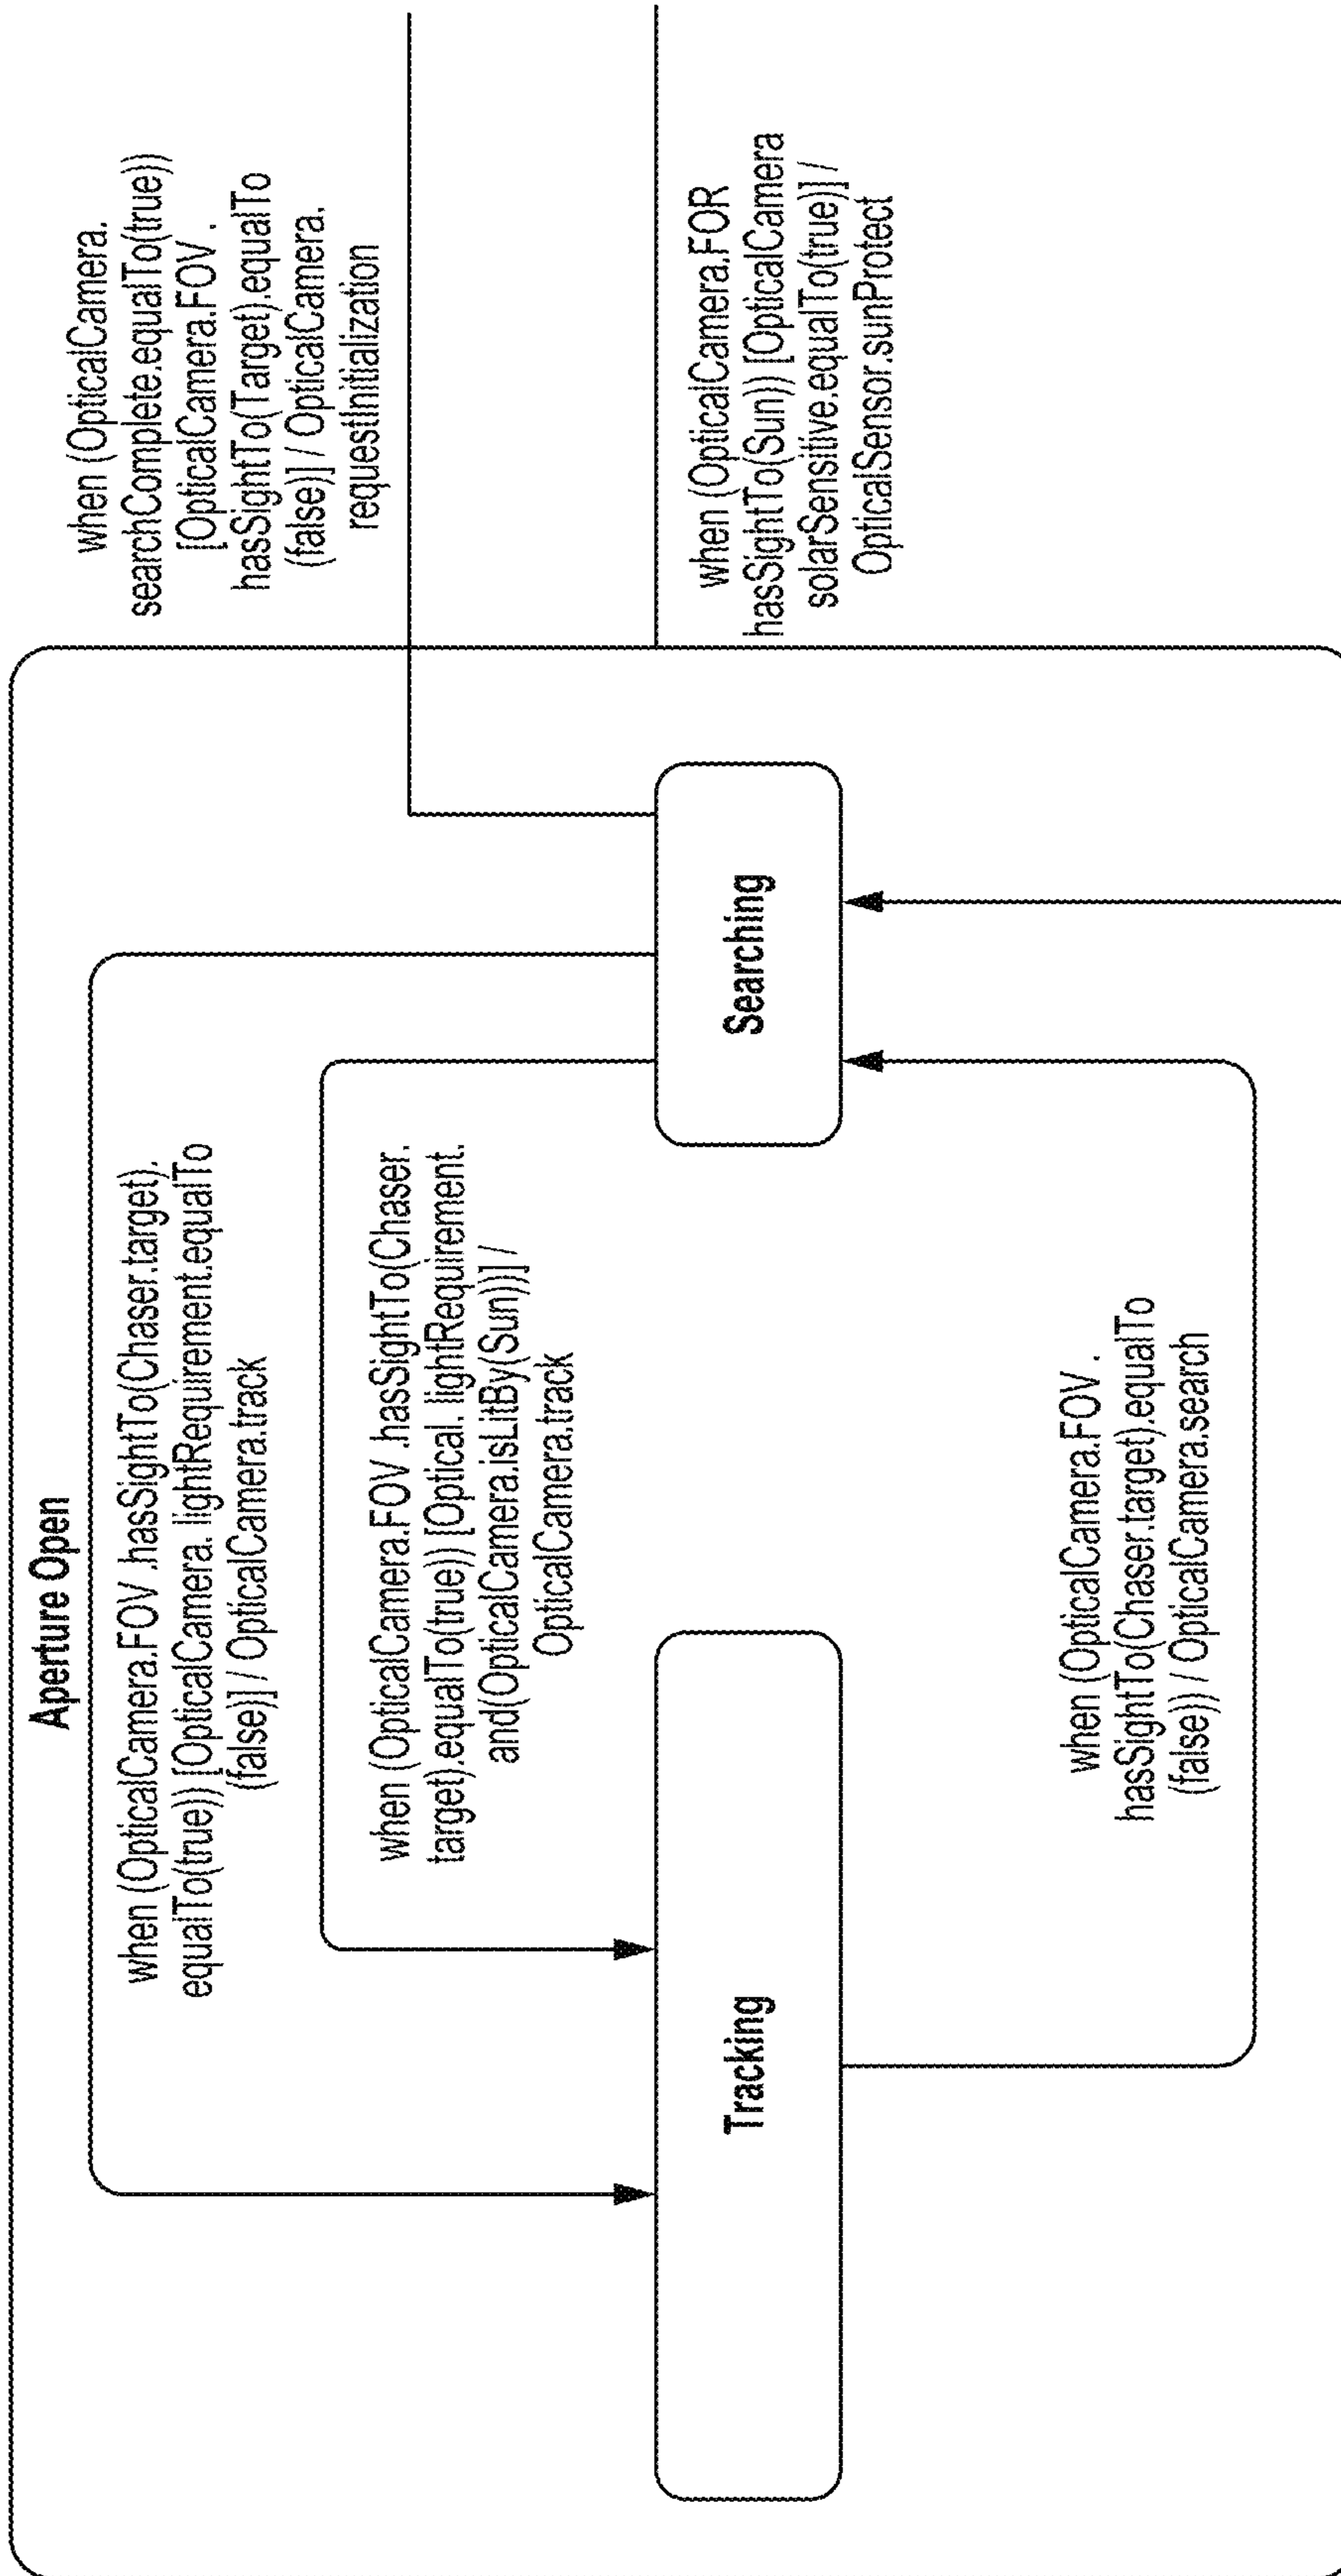 Aperture Open
when (OpticalCamera.FOV .hasSightTo(Chaser.target).
equalTo(true)) [OpticalCamera. lightRequirement.equalTo
(false)] / OpticalCamera.track
when (OpticalCamera.FOV .hasSightTo(Chaser.
target).equalTo(true)) [Optical. lightRequirement.
and(OpticalCamera.isLitBy(Sun))] /
OpticalCamera.track
Tracking
Searching
when (OpticalCamera.FOV .
hasSightTo(Chaser.target).equalTo
(false)) / OpticalCamera.search
when (OpticalCamera.
searchComplete.equalTo(true))
[OpticalCamera.FOV .
hasSightTo(Target).equalTo
(false)] / OpticalCamera.
requestInitialization
when (OpticalCamera.FOR
hasSightTo(Sun)) [OpticalCamera
solarSensitive.equalTo(true)] /
OpticalSensor.sunProtect